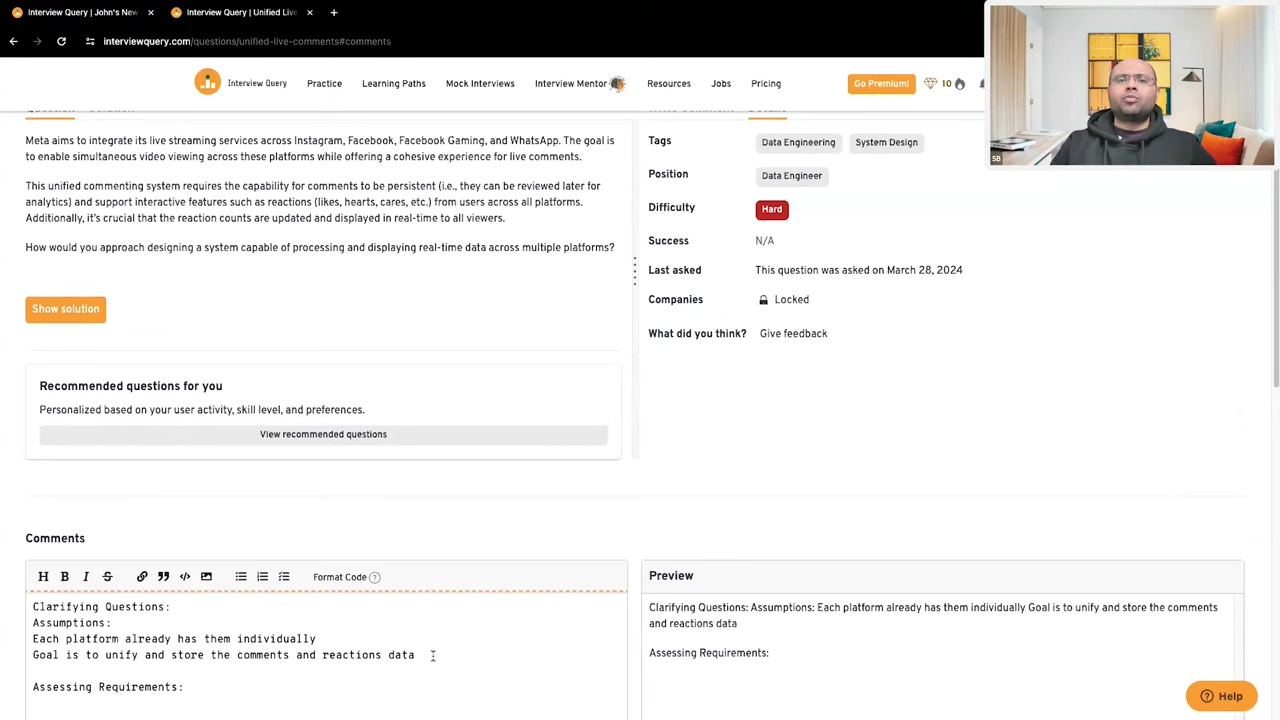 Interview Query | John's New
Interview Query | Unified Live
interviewquery.com/questions/unified-live-comments#comments
Interview Query
Practice
Learning Paths
Mock Interviews
Interview Mentor
Resources
Jobs
Pricing
Go Premium!
10
SB
Meta aims to integrate its live streaming services across Instagram, Facebook, Facebook Gaming, and WhatsApp. The goal is
to enable simultaneous video viewing across these platforms while offering a cohesive experience for live comments.
This unified commenting system requires the capability for comments to be persistent (i.e., they can be reviewed later for
analytics) and support interactive features such as reactions (likes, hearts, cares, etc.) from users across all platforms.
Additionally, it's crucial that the reaction counts are updated and displayed in real-time to all viewers.
How would you approach designing a system capable of processing and displaying real-time data across multiple platforms?
Show solution
Recommended questions for you
Personalized based on your user activity, skill level, and preferences.
View recommended questions
Tags
Data Engineering
System Design
Position
Data Engineer
Difficulty
Hard
Success
N/A
Last asked
This question was asked on March 28, 2024
Companies
Locked
What did you think?
Give feedback
Comments
H B I S
Format Code ?
Clarifying Questions:
Assumptions:
Each platform already has them individually
Goal is to unify and store the comments and reactions data
Assessing Requirements:
Preview
Clarifying Questions: Assumptions: Each platform already has them individually Goal is to unify and store the comments
and reactions data
Assessing Requirements:
? Help